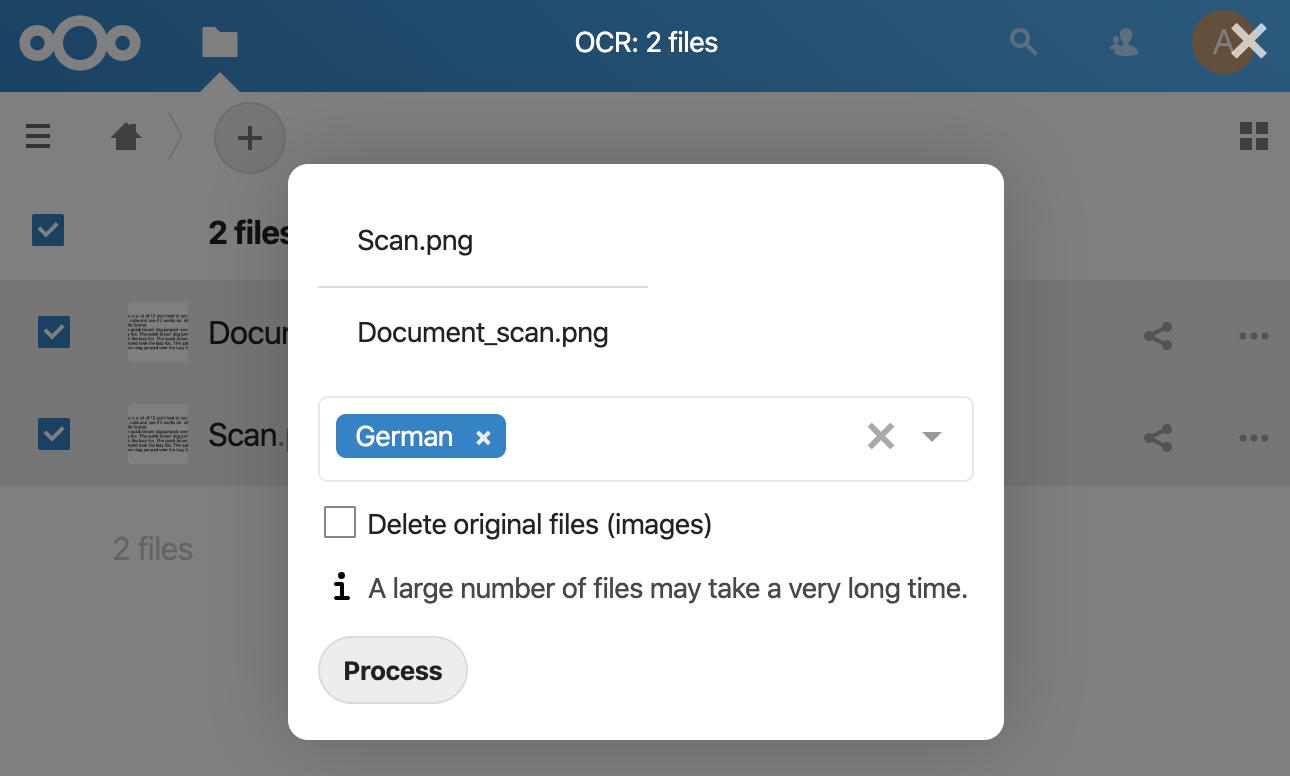 OCR: 2 files
A
2 files
Scan.png
Document_scan.png
Docu
Scan.
German ×
Delete original files (images)
2 files
i A large number of files may take a very long time.
Process